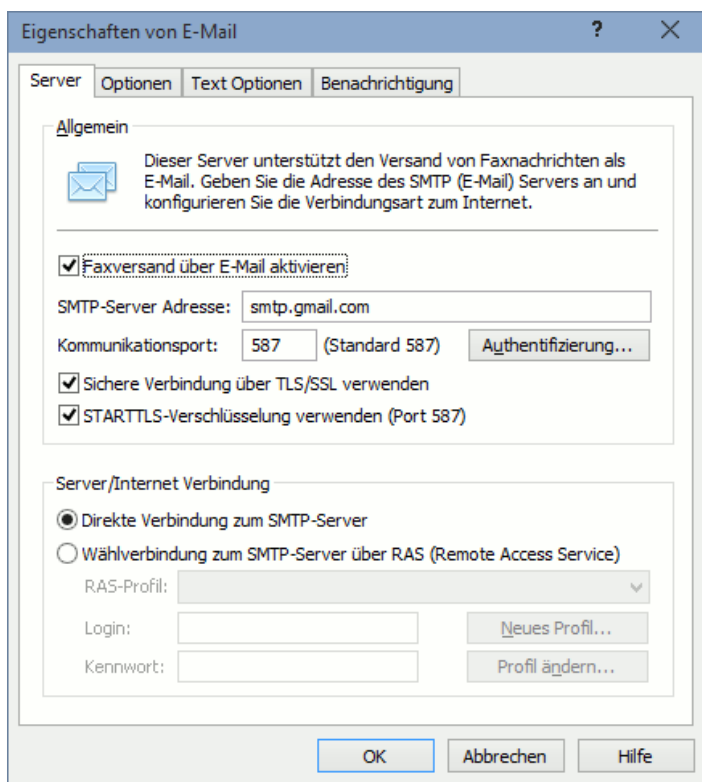 Eigenschaften von E-Mail
?
Server
Optionen
Text Optionen
Benachrichtigung
Allgemein
Dieser Server unterstützt den Versand von Faxnachrichten als
E-Mail. Geben Sie die Adresse des SMTP (E-Mail) Servers an und
konfigurieren Sie die Verbindungsart zum Internet.
Faxversand über E-Mail aktivieren
SMTP-Server Adresse: smtp.gmail.com
Kommunikationsport: 587 (Standard 587) Authentifizierung...
Sichere Verbindung über TLS/SSL verwenden
STARTTLS-Verschlüsselung verwenden (Port 587)
Server/Internet Verbindung
Direkte Verbindung zum SMTP-Server
Wählverbindung zum SMTP-Server über RAS (Remote Access Service)
RAS-Profil:
Login: Neues Profil...
Kennwort: Profil ändern...
OK Abbrechen Hilfe